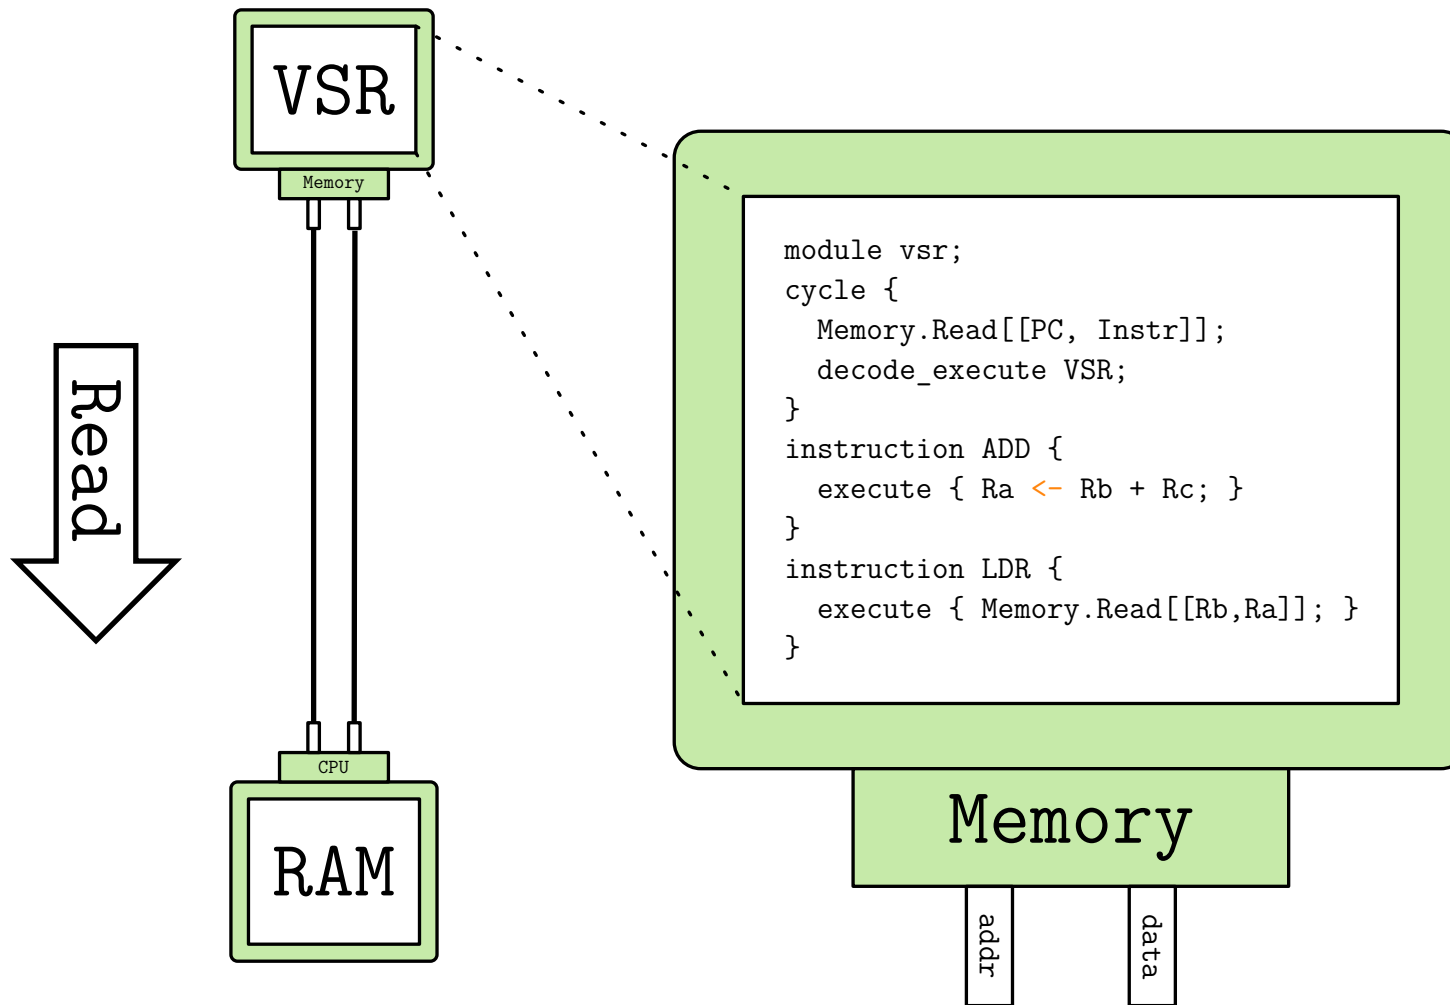 VSR
Memory
Read
CPU
RAM
module vsr;
cycle {
  Memory.Read[[PC, Instr]];
  decode_execute VSR;
}
instruction ADD {
  execute { Ra <- Rb + Rc; }
}
instruction LDR {
  execute { Memory.Read[[Rb,Ra]]; }
}
Memory
addr
data